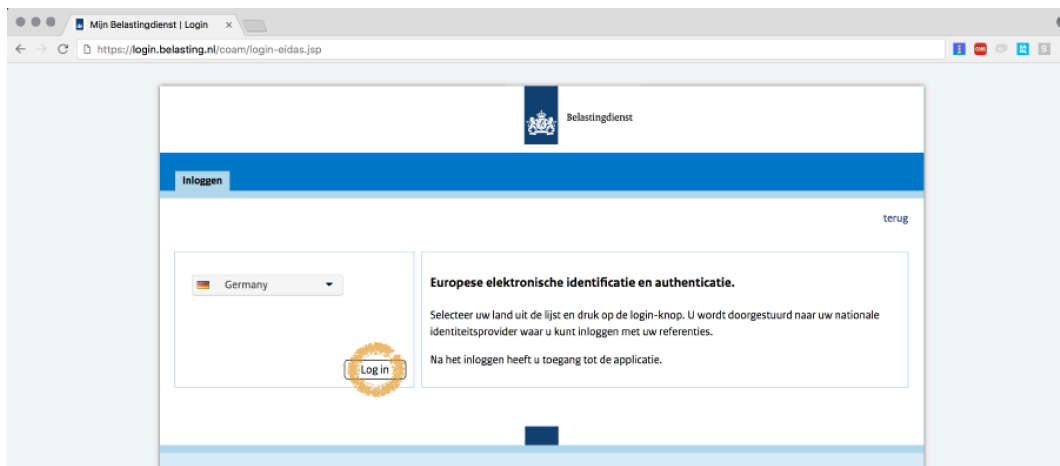 Mijn Belastingdienst | Login
https://login.belasting.nl/coam/login-eidas.jsp
Belastingdienst
Inloggen
terug
Germany
Log in
Europese elektronische identificatie en authenticatie.
Selecteer uw land uit de lijst en druk op de login-knop. U wordt doorgestuurd naar uw nationale
identiteitsprovider waar u kunt inloggen met uw referenties.
Na het inloggen heeft u toegang tot de applicatie.